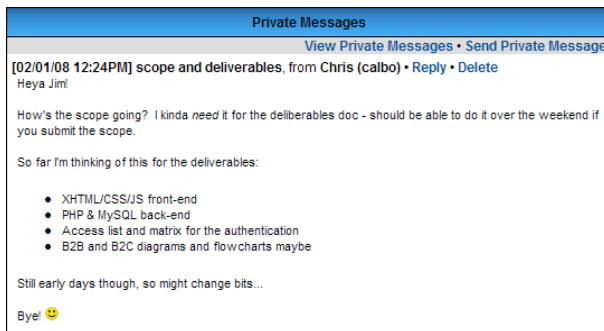 Private Messages
View Private Messages • Send Private Message
[02/01/08 12:24PM] scope and deliverables, from Chris (calbo) • Reply • Delete
Heya Jim!
How's the scope going? I kinda need it for the deliberables doc - should be able to do it over the weekend if
you submit the scope.
So far I'm thinking of this for the deliverables:
• XHTML/CSS/JS front-end
• PHP & MySQL back-end
• Access list and matrix for the authentication
• B2B and B2C diagrams and flowcharts maybe
Still early days though, so might change bits...
Bye!